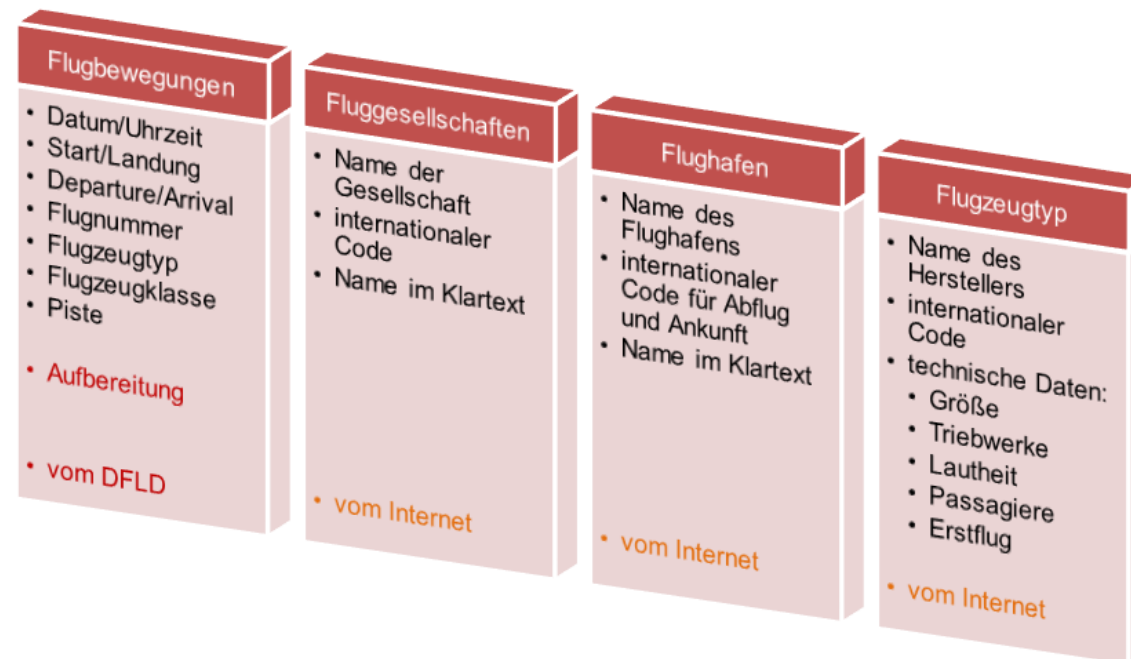 Flugbewegungen
• Datum/Uhrzeit
• Start/Landung
• Departure/Arrival
• Flugnummer
• Flugzeugtyp
• Flugzeugklasse
• Piste
• Aufbereitung
• vom DFLD
Fluggesellschaften
• Name der
Gesellschaft
• internationaler
Code
• Name im Klartext
• vom Internet
Flughafen
• Name des
Flughafens
• internationaler
Code für Abflug
und Ankunft
• Name im Klartext
• vom Internet
Flugzeugtyp
• Name des
Herstellers
• internationaler
Code
• technische Daten:
• Größe
• Triebwerke
• Lautheit
• Passagiere
• Erstflug
• vom Internet